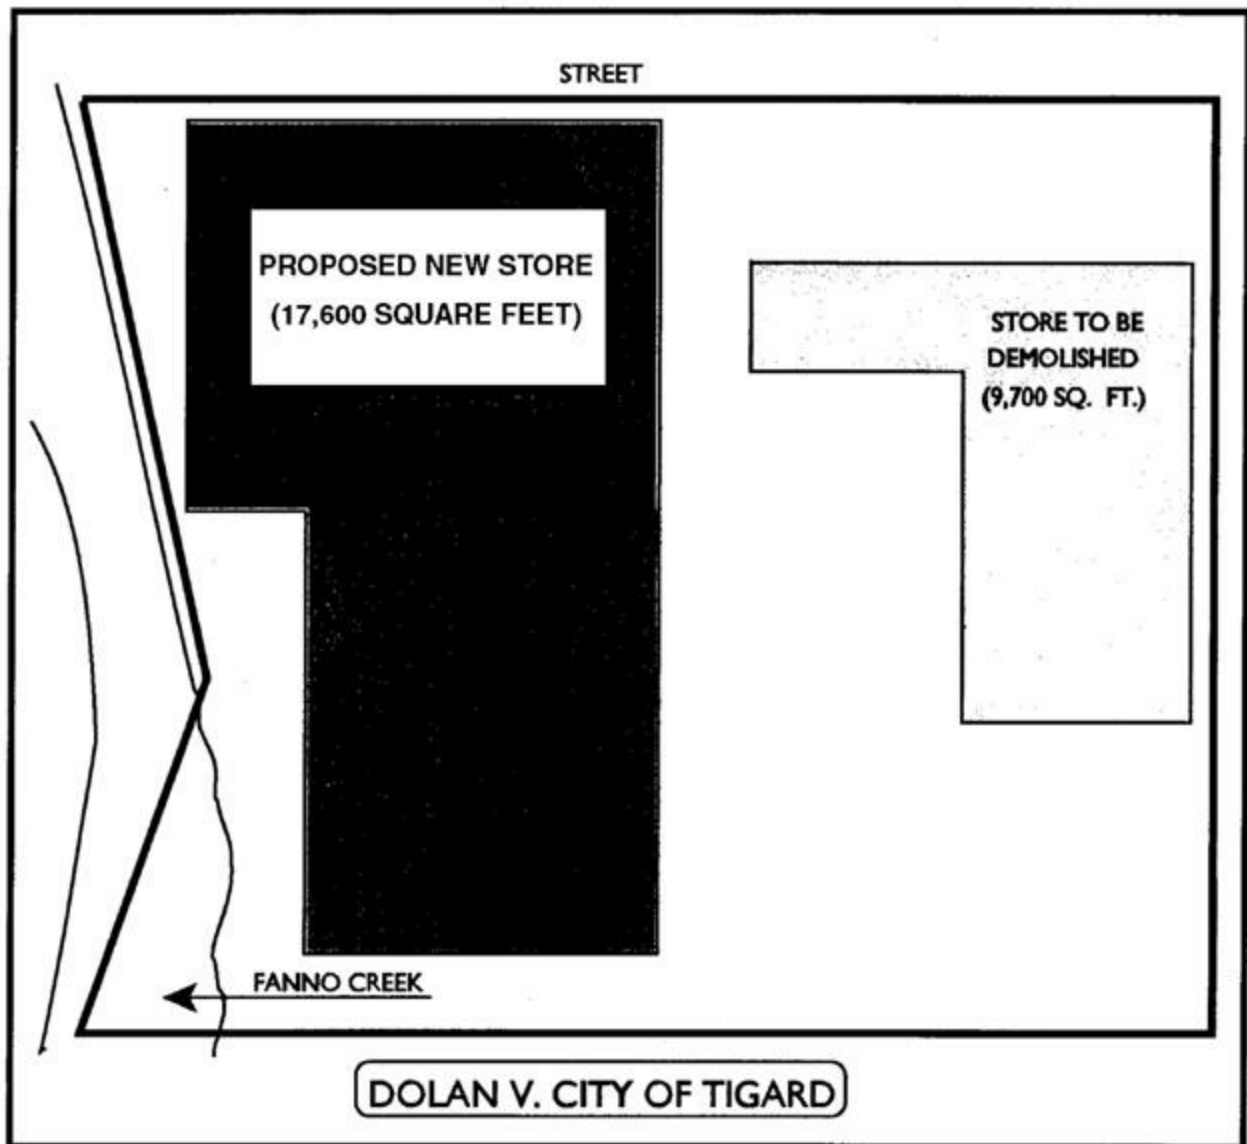 STREET
PROPOSED NEW STORE
(17,600 SQUARE FEET)
STORE TO BE
DEMOLISHED
(9,700 SQ. FT.)
FANNO CREEK
DOLAN V. CITY OF TIGARD